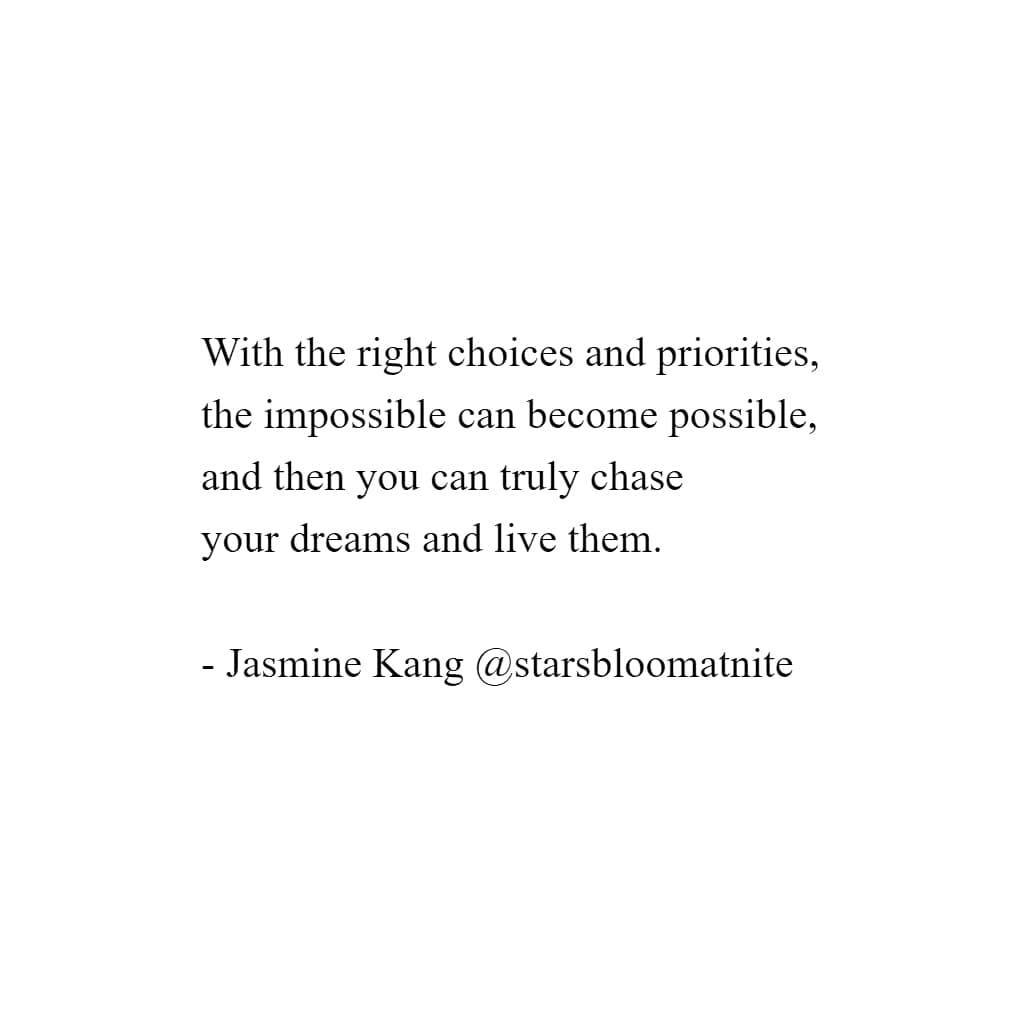 With the right choices and priorities,
the impossible can become possible,
and then you can truly chase
your dreams and live them.
- Jasmine Kang @starsbloomatnite